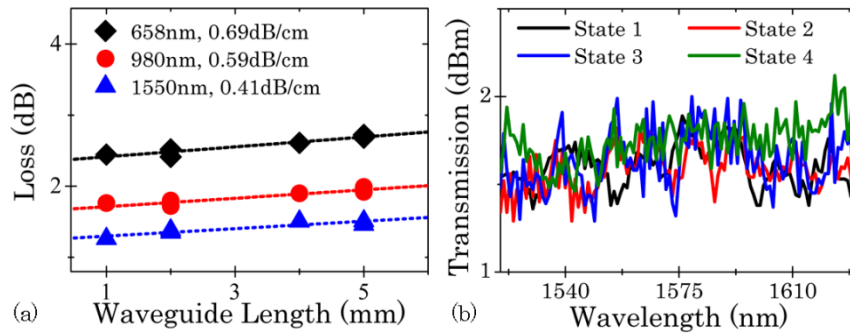 4
658nm, 0.69dB/cm
980nm, 0.59dB/cm
1550nm, 0.41dB/cm
2
Loss (dB)
1 3 5
(a) Waveguide Length (mm)
State 1 State 2
State 3 State 4
2
1
Transmission (dBm)
1540 1575 1610
(b) Wavelength (nm)